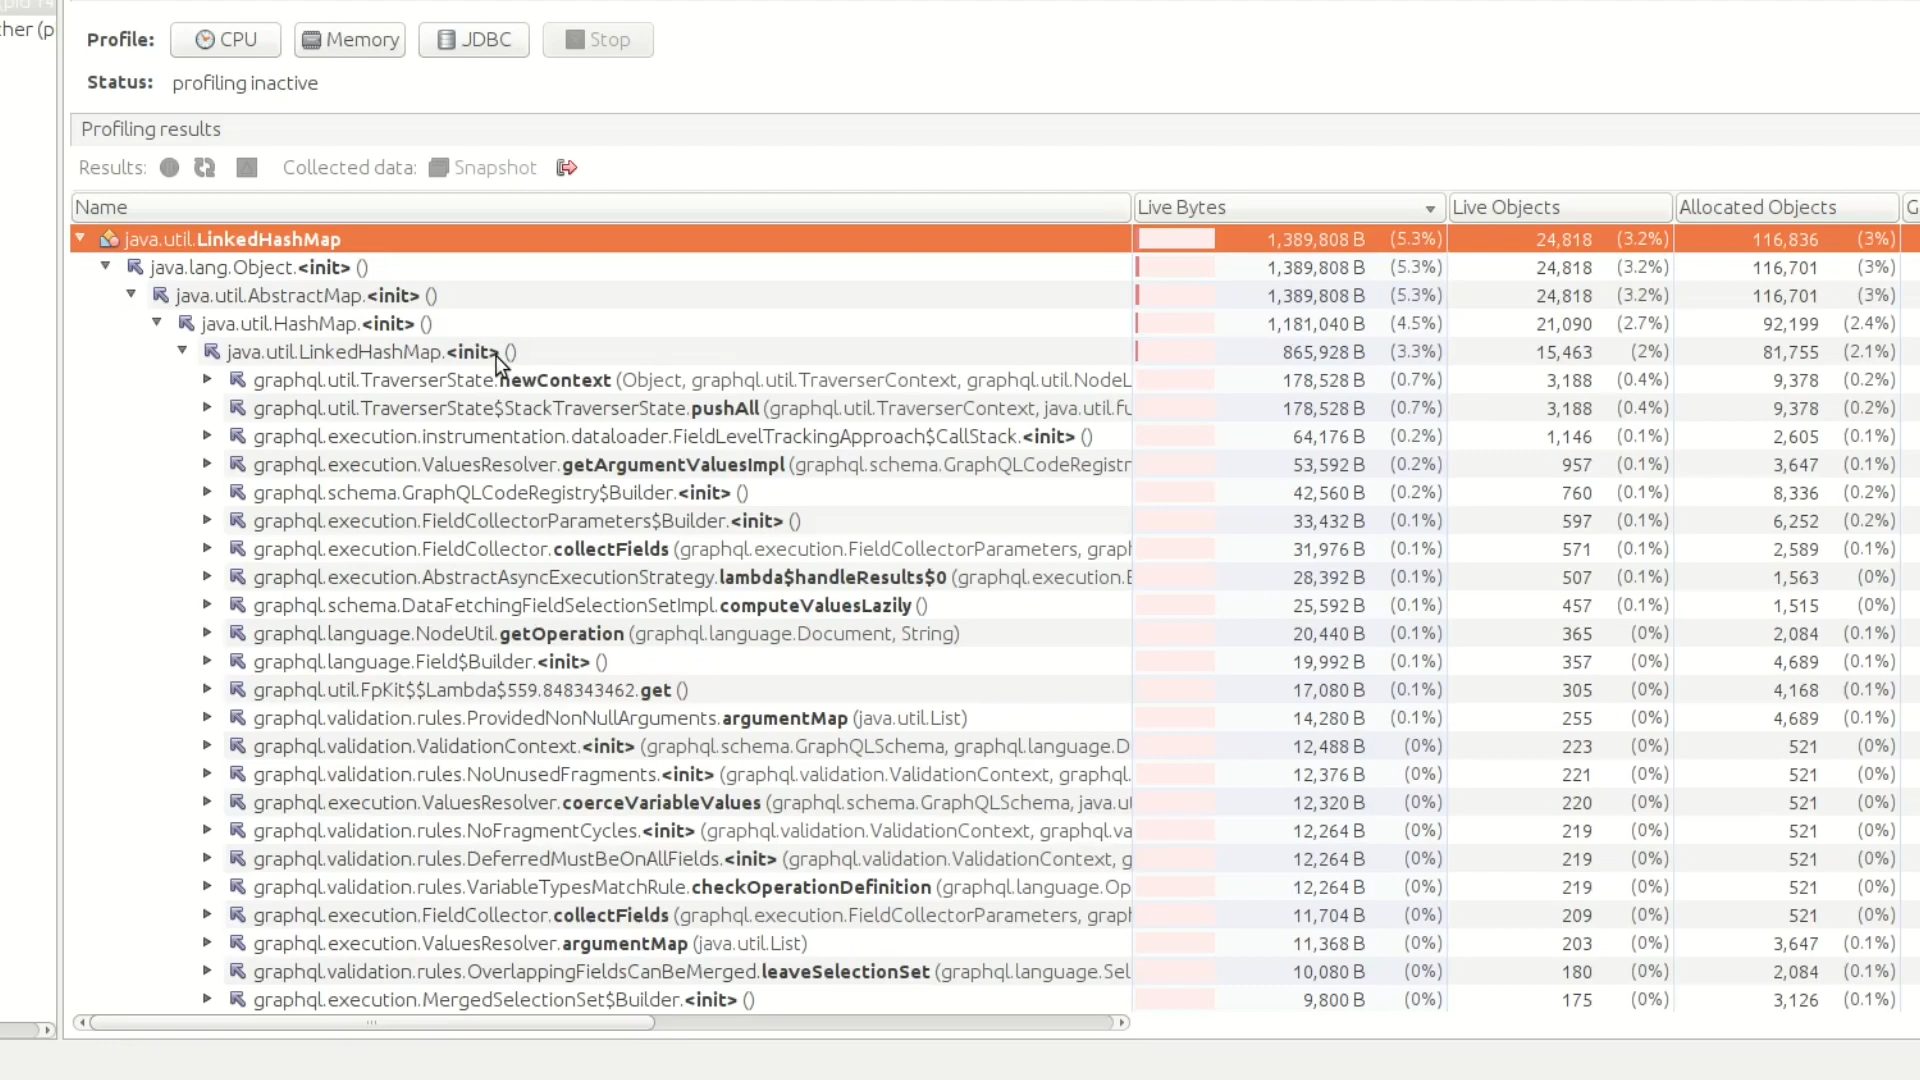 her (p
Profile: CPU Memory JDBC Stop
Status: profiling inactive
Profiling results
Results: Collected data: Snapshot
Name Live Bytes Live Objects Allocated Objects G
java.util.LinkedHashMap 1,389,808 B (5.3%) 24,818 (3.2%) 116,836 (3%)
java.lang.Object.<init> () 1,389,808 B (5.3%) 24,818 (3.2%) 116,701 (3%)
java.util.AbstractMap.<init> () 1,389,808 B (5.3%) 24,818 (3.2%) 116,701 (3%)
java.util.HashMap.<init> () 1,181,040 B (4.5%) 21,090 (2.7%) 92,199 (2.4%)
java.util.LinkedHashMap.<init> () 865,928 B (3.3%) 15,463 (2%) 81,755 (2.1%)
graphql.util.TraverserState.newContext (Object, graphql.util.TraverserContext, graphql.util.NodeL 178,528 B (0.7%) 3,188 (0.4%) 9,378 (0.2%)
graphql.util.TraverserState$StackTraverserState.pushAll (graphql.util.TraverserContext, java.util.fu 178,528 B (0.7%) 3,188 (0.4%) 9,378 (0.2%)
graphql.execution.instrumentation.dataloader.FieldLevelTrackingApproach$CallStack.<init> () 64,176 B (0.2%) 1,146 (0.1%) 2,605 (0.1%)
graphql.execution.ValuesResolver.getArgumentValuesImpl (graphql.schema.GraphQLCodeRegistr 53,592 B (0.2%) 957 (0.1%) 3,647 (0.1%)
graphql.schema.GraphQLCodeRegistry$Builder.<init> () 42,560 B (0.2%) 760 (0.1%) 8,336 (0.2%)
graphql.execution.FieldCollectorParameters$Builder.<init> () 33,432 B (0.1%) 597 (0.1%) 6,252 (0.2%)
graphql.execution.FieldCollector.collectFields (graphql.execution.FieldCollectorParameters, graph 31,976 B (0.1%) 571 (0.1%) 2,589 (0.1%)
graphql.execution.AbstractAsyncExecutionStrategy.lambda$handleResults$0 (graphql.execution.E 28,392 B (0.1%) 507 (0.1%) 1,563 (0%)
graphql.schema.DataFetchingFieldSelectionSetImpl.computeValuesLazily () 25,592 B (0.1%) 457 (0.1%) 1,515 (0%)
graphql.language.NodeUtil.getOperation (graphql.language.Document, String) 20,440 B (0.1%) 365 (0%) 2,084 (0.1%)
graphql.language.Field$Builder.<init> () 19,992 B (0.1%) 357 (0%) 4,689 (0.1%)
graphql.util.FpKit$$Lambda$559.848343462.get () 17,080 B (0.1%) 305 (0%) 4,168 (0.1%)
graphql.validation.rules.ProvidedNonNullArguments.argumentMap (java.util.List) 14,280 B (0.1%) 255 (0%) 4,689 (0.1%)
graphql.validation.ValidationContext.<init> (graphql.schema.GraphQLSchema, graphql.language.D 12,488 B (0%) 223 (0%) 521 (0%)
graphql.validation.rules.NoUnusedFragments.<init> (graphql.validation.ValidationContext, graphql. 12,376 B (0%) 221 (0%) 521 (0%)
graphql.execution.ValuesResolver.coerceVariableValues (graphql.schema.GraphQLSchema, java.ut 12,320 B (0%) 220 (0%) 521 (0%)
graphql.validation.rules.NoFragmentCycles.<init> (graphql.validation.ValidationContext, graphql.va 12,264 B (0%) 219 (0%) 521 (0%)
graphql.validation.rules.DeferredMustBeOnAllFields.<init> (graphql.validation.ValidationContext, g 12,264 B (0%) 219 (0%) 521 (0%)
graphql.validation.rules.VariableTypesMatchRule.checkOperationDefinition (graphql.language.Op 12,264 B (0%) 219 (0%) 521 (0%)
graphql.execution.FieldCollector.collectFields (graphql.execution.FieldCollectorParameters, graph 11,704 B (0%) 209 (0%) 521 (0%)
graphql.execution.ValuesResolver.argumentMap (java.util.List) 11,368 B (0%) 203 (0%) 3,647 (0.1%)
graphql.validation.rules.OverlappingFieldsCanBeMerged.leaveSelectionSet (graphql.language.Sel 10,080 B (0%) 180 (0%) 2,084 (0.1%)
graphql.execution.MergedSelectionSet$Builder.<init> () 9,800 B (0%) 175 (0%) 3,126 (0.1%)